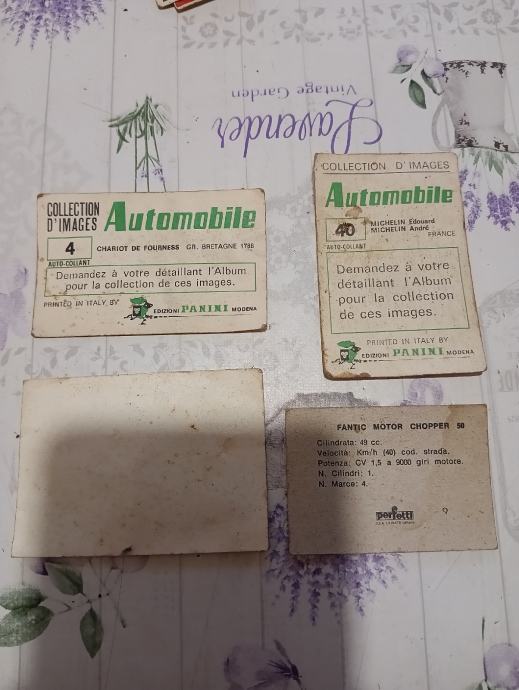 Lavender
Vintage Garden
COLLECTION
D'IMAGES
Automobile
4
CHARIOT DE FOURNESS GR. BRETAGNE 1788
AUTO-COLLANT
Demandez à votre détaillant l'Album
pour la collection de ces images.
PRINTED IN ITALY BY
EDIZIONI PANINI MODENA
COLLECTION D'IMAGES
Automobile
40
MICHELIN Edouard
MICHELIN André
FRANCE
AUTO-COLLANT
Demandez à votre
détaillant l'Album
pour la collection
de ces images.
PRINTED IN ITALY BY
EDIZIONI PANINI MODENA
FANTIC MOTOR CHOPPER 50
Cilindrata: 49 cc.
Velocità: Km/h (40) cod. strada.
Potenza: CV 1,5 a 9000 giri motore.
N. Cilindri: 1.
N. Marce: 4.
perfetti